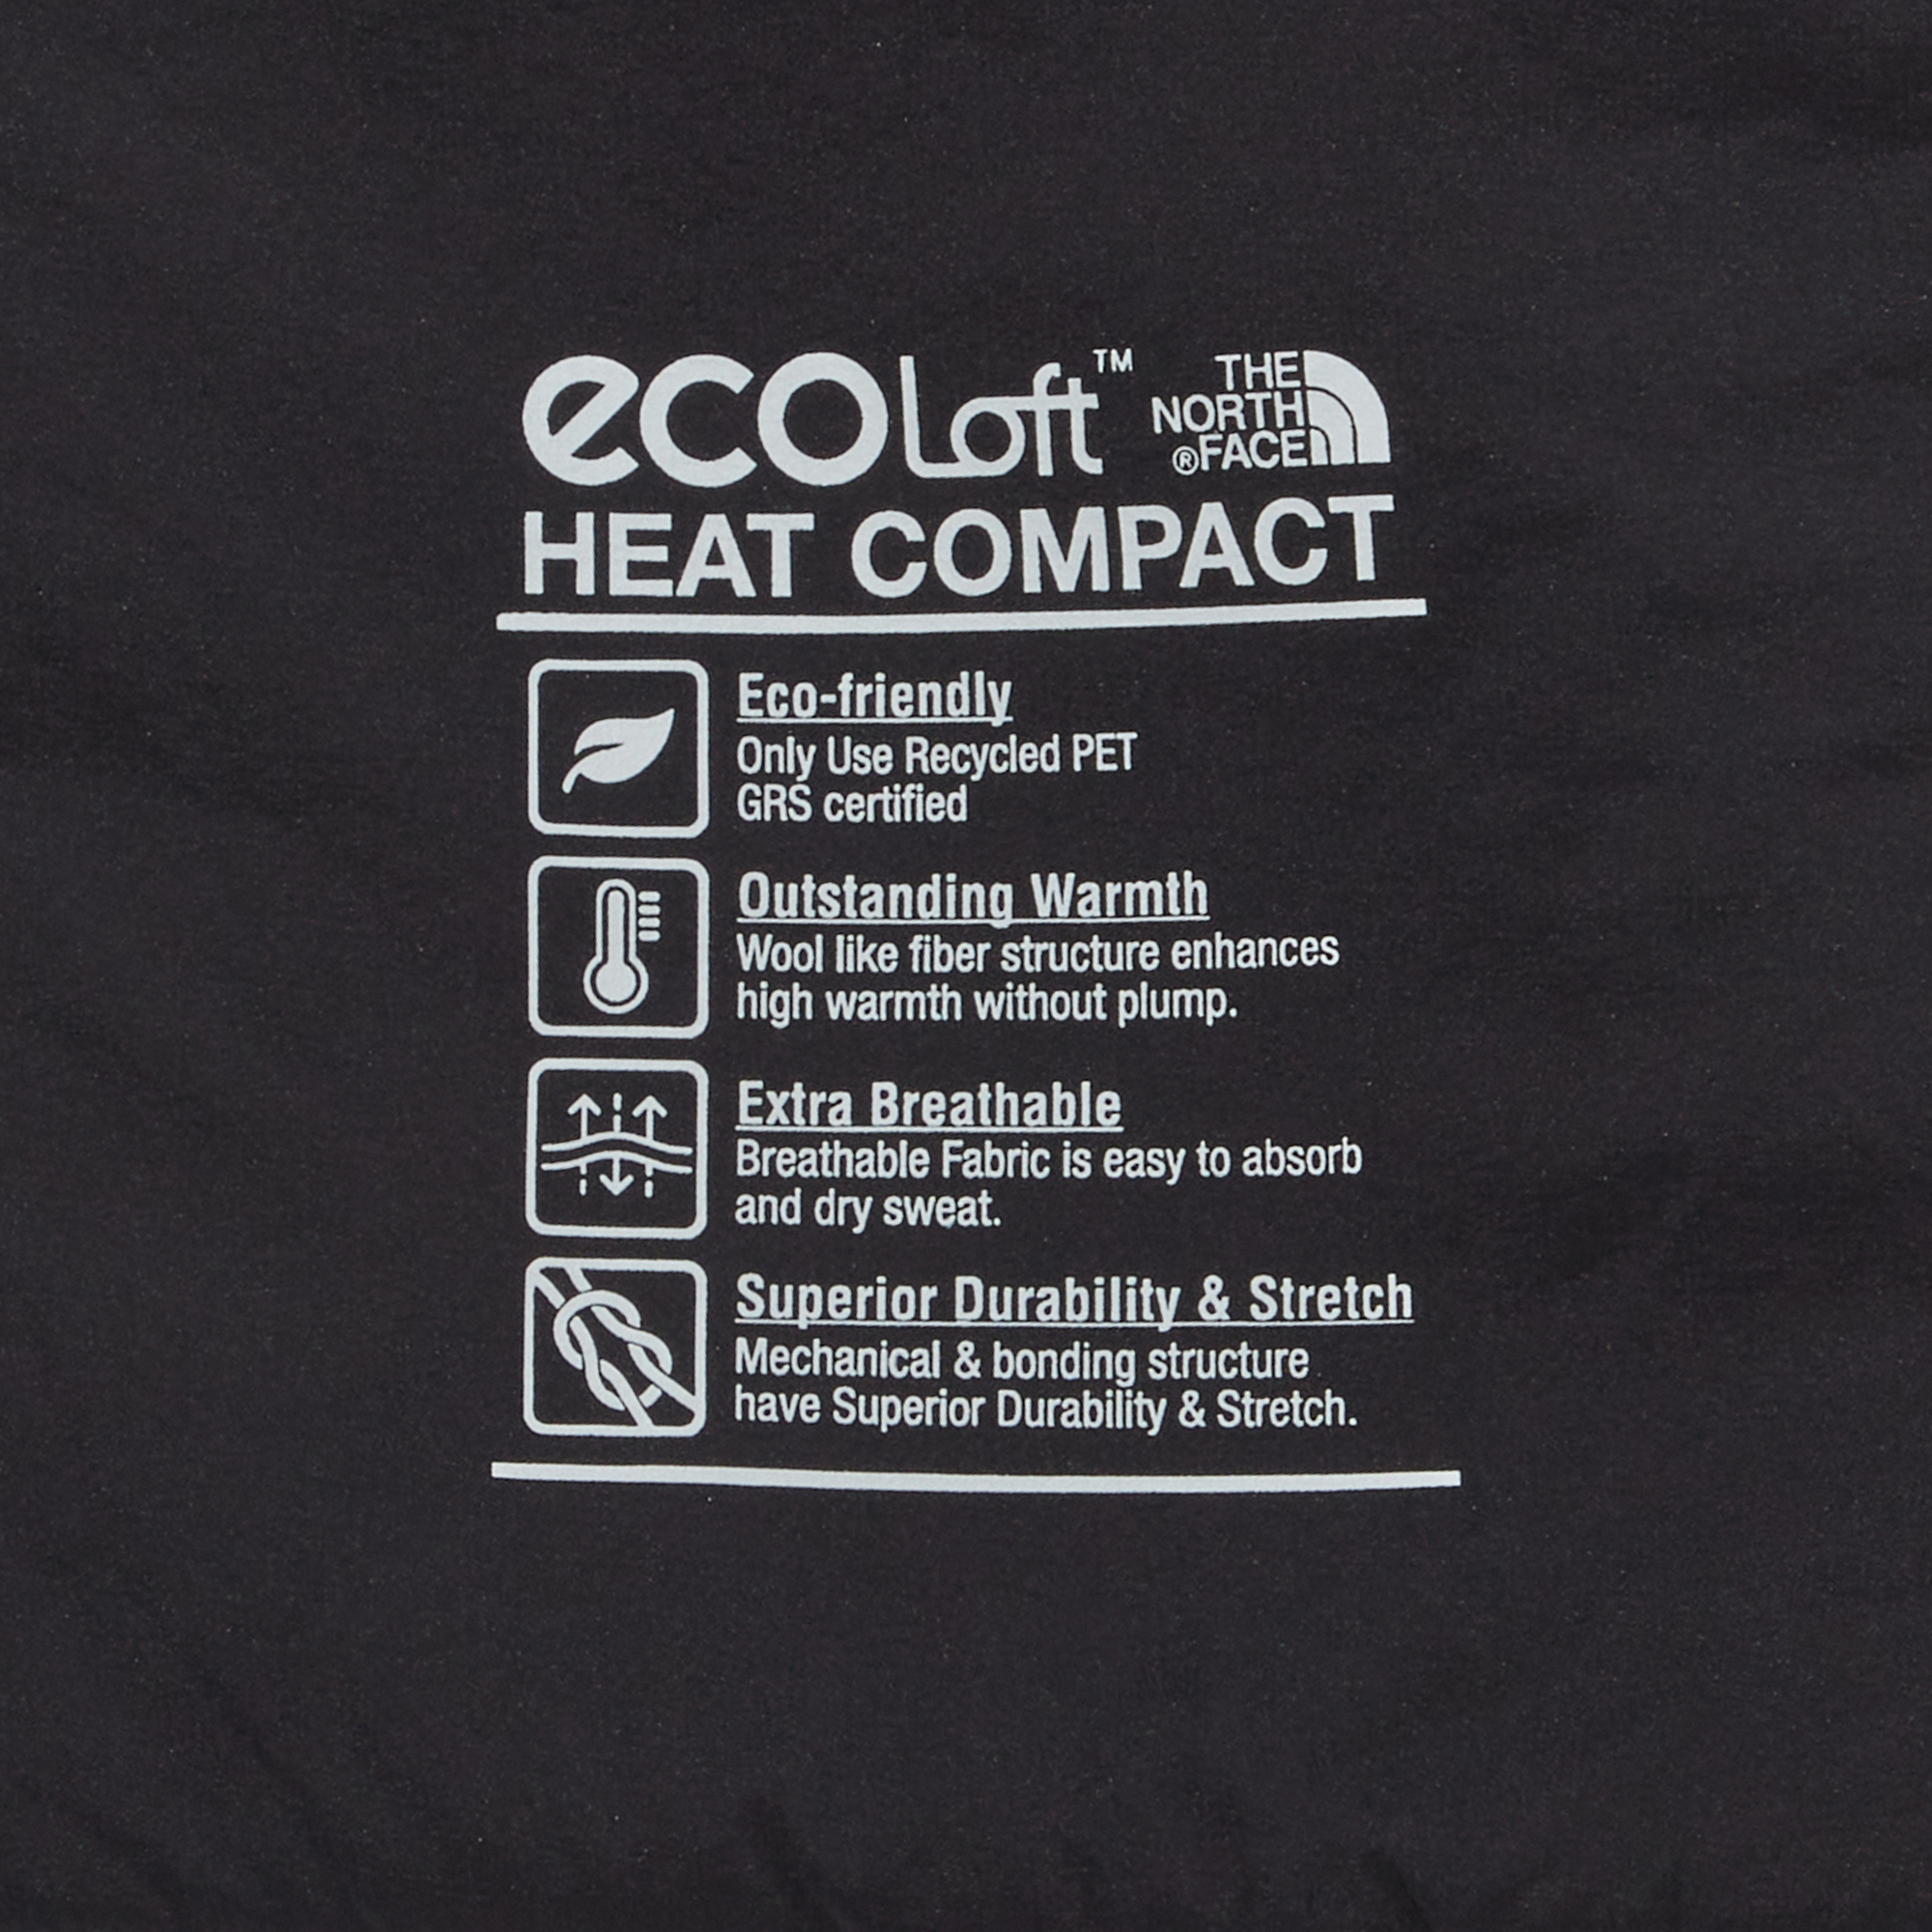 ecoLoft™
THE
NORTH
®FACE
HEAT COMPACT
Eco-friendly
Only Use Recycled PET
GRS certified
Outstanding Warmth
Wool like fiber structure enhances
high warmth without plump.
Extra Breathable
Breathable Fabric is easy to absorb
and dry sweat.
Superior Durability & Stretch
Mechanical & bonding structure
have Superior Durability & Stretch.